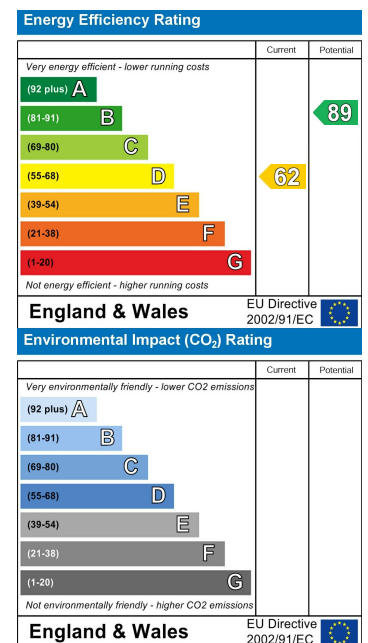 Energy Efficiency Rating
Current Potential
Very energy efficient - lower running costs
(92 plus) A
(81-91) B
89
(69-80) C
(55-68) D
62
(39-54) E
(21-38) F
(1-20) G
Not energy efficient - higher running costs
England & Wales
EU Directive
2002/91/EC
Environmental Impact (CO₂) Rating
Current Potential
Very environmentally friendly - lower CO2 emissions
(92 plus) A
(81-91) B
(69-80) C
(55-68) D
(39-54) E
(21-38) F
(1-20) G
Not environmentally friendly - higher CO2 emissions
England & Wales
EU Directive
2002/91/EC